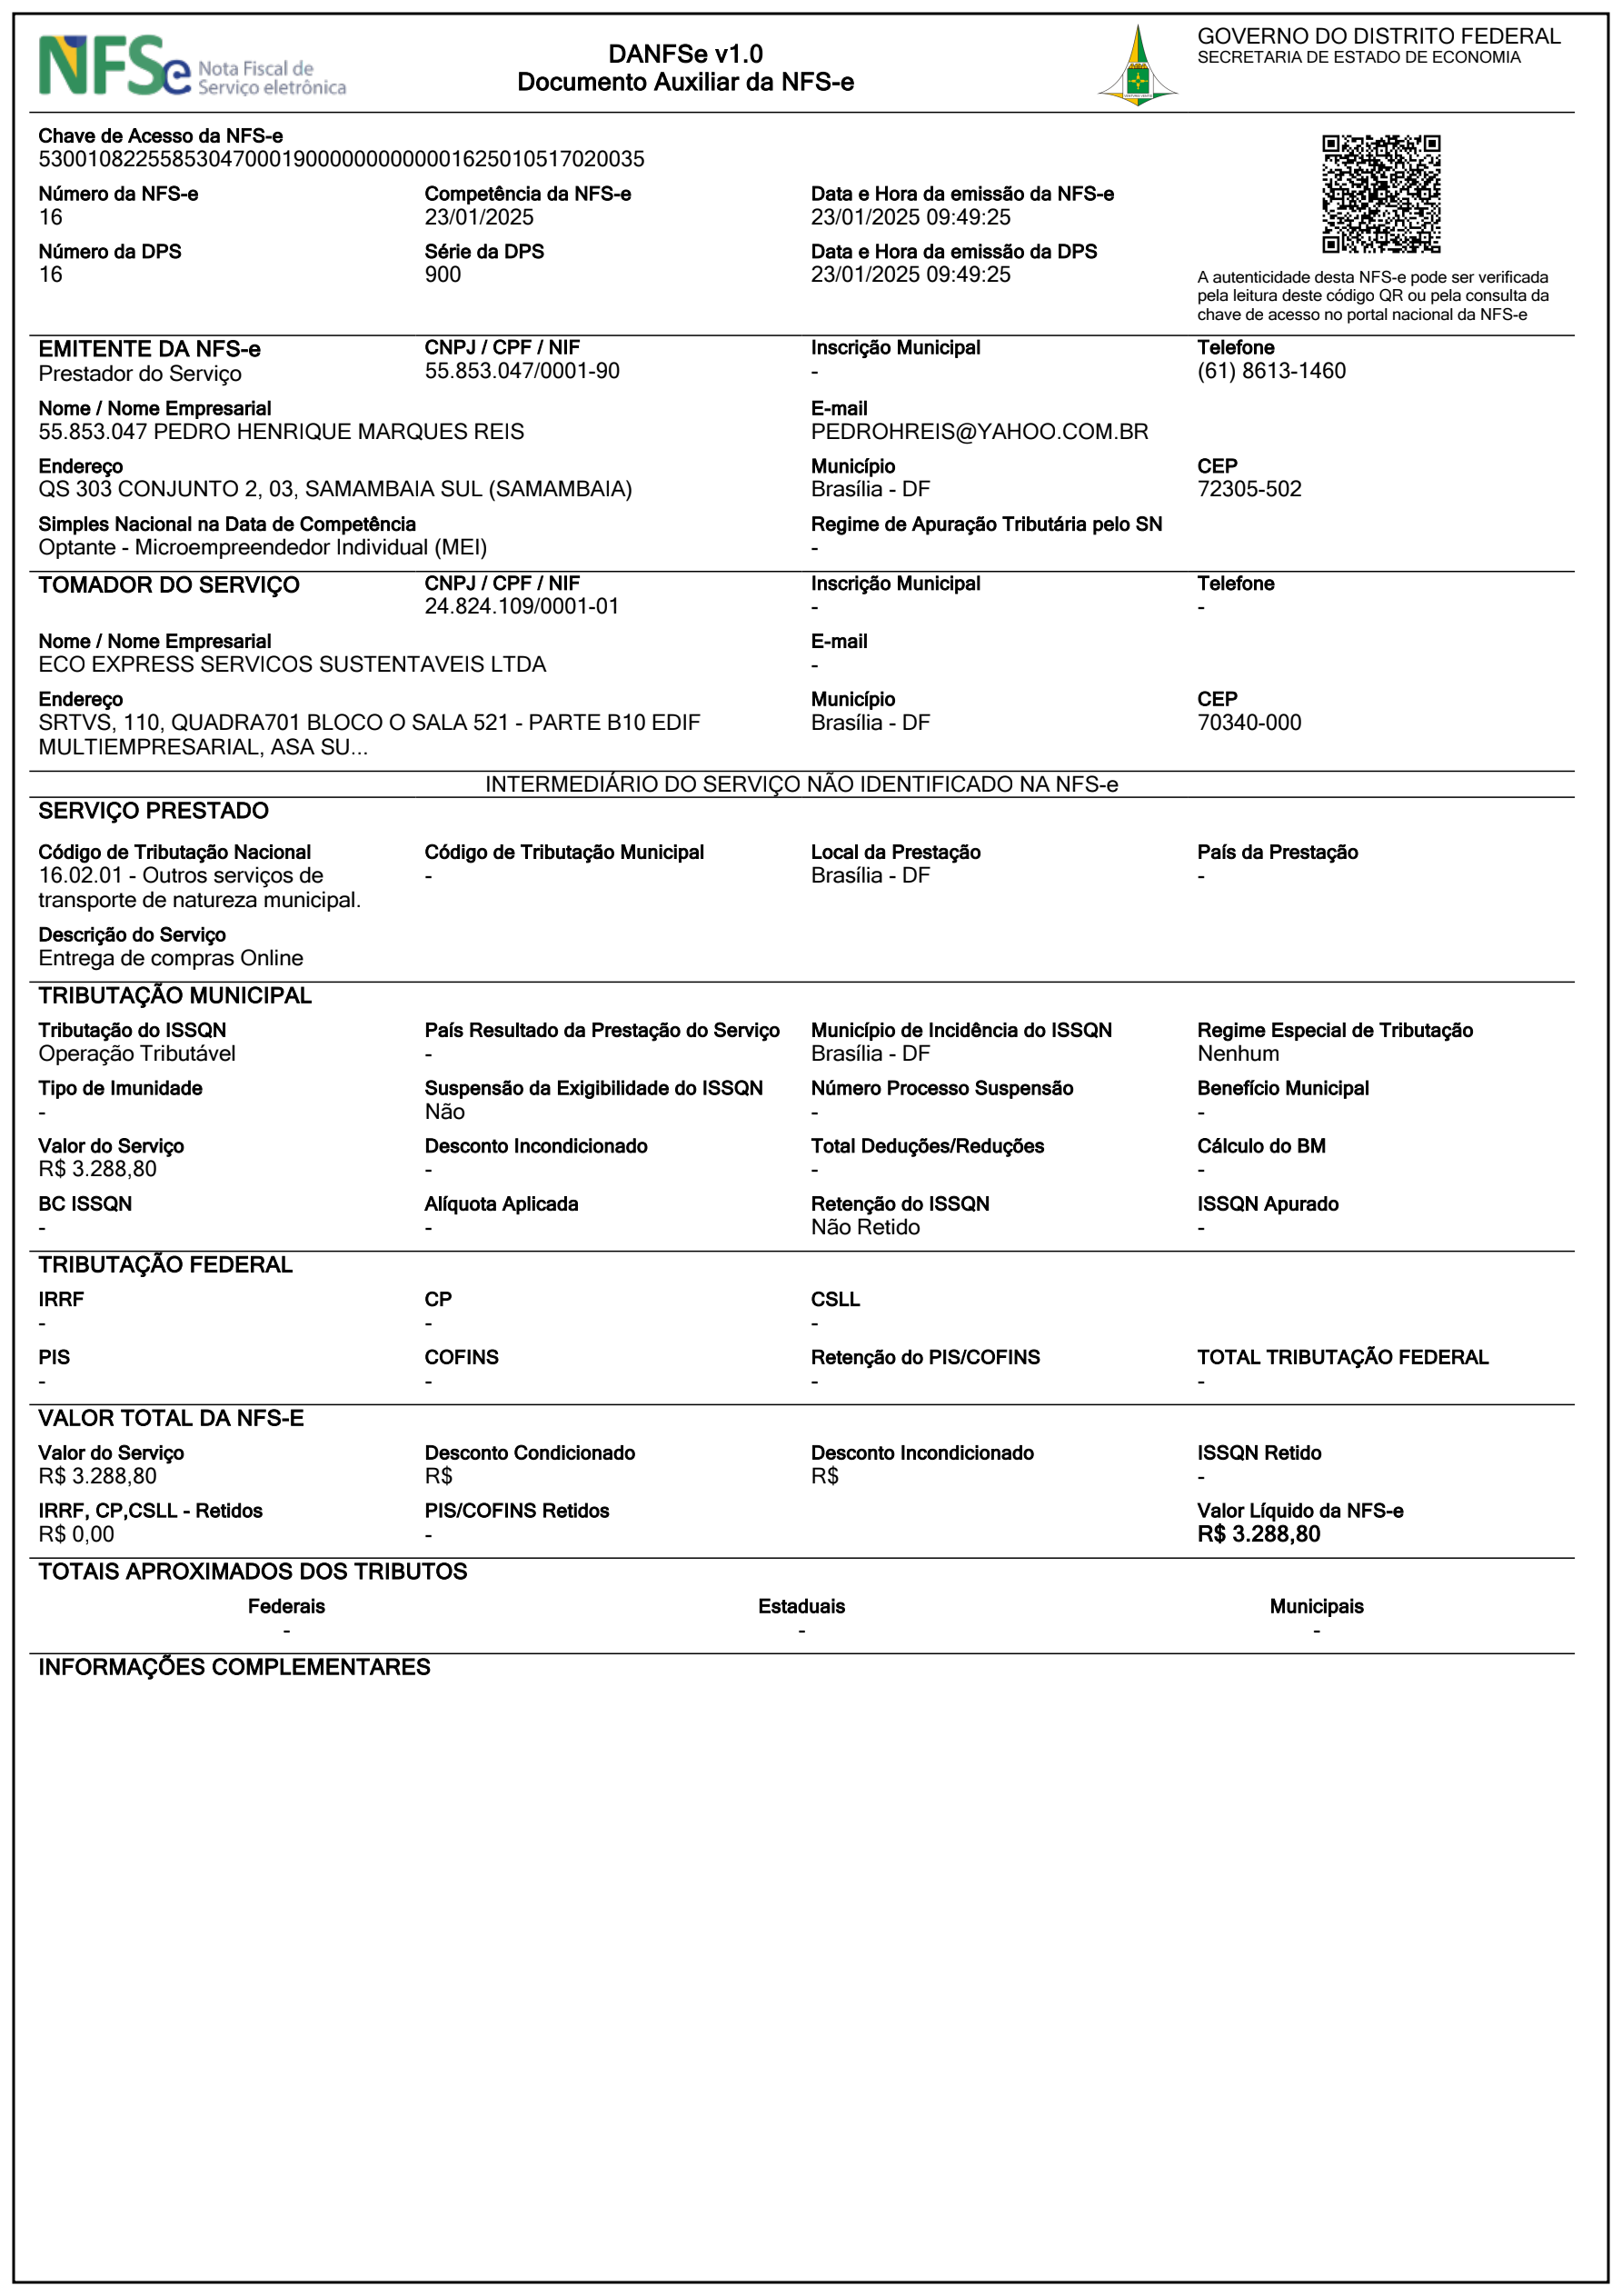 NFSe Nota Fiscal de
Serviço eletrônica
DANFSe v1.0
Documento Auxiliar da NFS-e
GOVERNO DO DISTRITO FEDERAL
SECRETARIA DE ESTADO DE ECONOMIA
Chave de Acesso da NFS-e
53001082255853047000190000000000001625010517020035
Número da NFS-e Competência da NFS-e Data e Hora da emissão da NFS-e
16 23/01/2025 23/01/2025 09:49:25
Número da DPS Série da DPS Data e Hora da emissão da DPS
16 900 23/01/2025 09:49:25
A autenticidade desta NFS-e pode ser verificada
pela leitura deste código QR ou pela consulta da
chave de acesso no portal nacional da NFS-e
EMITENTE DA NFS-e CNPJ / CPF / NIF Inscrição Municipal Telefone
Prestador do Serviço 55.853.047/0001-90 - (61) 8613-1460
Nome / Nome Empresarial E-mail
55.853.047 PEDRO HENRIQUE MARQUES REIS PEDROHREIS@YAHOO.COM.BR
Endereço Município CEP
QS 303 CONJUNTO 2, 03, SAMAMBAIA SUL (SAMAMBAIA) Brasília - DF 72305-502
Simples Nacional na Data de Competência Regime de Apuração Tributária pelo SN
Optante - Microempreendedor Individual (MEI) -
TOMADOR DO SERVIÇO CNPJ / CPF / NIF Inscrição Municipal Telefone
24.824.109/0001-01 - -
Nome / Nome Empresarial E-mail
ECO EXPRESS SERVICOS SUSTENTAVEIS LTDA -
Endereço Município CEP
SRTVS, 110, QUADRA701 BLOCO O SALA 521 - PARTE B10 EDIF Brasília - DF 70340-000
MULTIEMPRESARIAL, ASA SU...
INTERMEDIÁRIO DO SERVIÇO NÃO IDENTIFICADO NA NFS-e
SERVIÇO PRESTADO
Código de Tributação Nacional Código de Tributação Municipal Local da Prestação País da Prestação
16.02.01 - Outros serviços de - Brasília - DF -
transporte de natureza municipal.
Descrição do Serviço
Entrega de compras Online
TRIBUTAÇÃO MUNICIPAL
Tributação do ISSQN País Resultado da Prestação do Serviço Município de Incidência do ISSQN Regime Especial de Tributação
Operação Tributável - Brasília - DF Nenhum
Tipo de Imunidade Suspensão da Exigibilidade do ISSQN Número Processo Suspensão Benefício Municipal
- Não - -
Valor do Serviço Desconto Incondicionado Total Deduções/Reduções Cálculo do BM
R$ 3.288,80 - - -
BC ISSQN Alíquota Aplicada Retenção do ISSQN ISSQN Apurado
- - Não Retido -
TRIBUTAÇÃO FEDERAL
IRRF CP CSLL
- - -
PIS COFINS Retenção do PIS/COFINS TOTAL TRIBUTAÇÃO FEDERAL
- - - -
VALOR TOTAL DA NFS-E
Valor do Serviço Desconto Condicionado Desconto Incondicionado ISSQN Retido
R$ 3.288,80 R$ R$ -
IRRF, CP,CSLL - Retidos PIS/COFINS Retidos Valor Líquido da NFS-e
R$ 0,00 - R$ 3.288,80
TOTAIS APROXIMADOS DOS TRIBUTOS
Federais Estaduais Municipais
- - -
INFORMAÇÕES COMPLEMENTARES